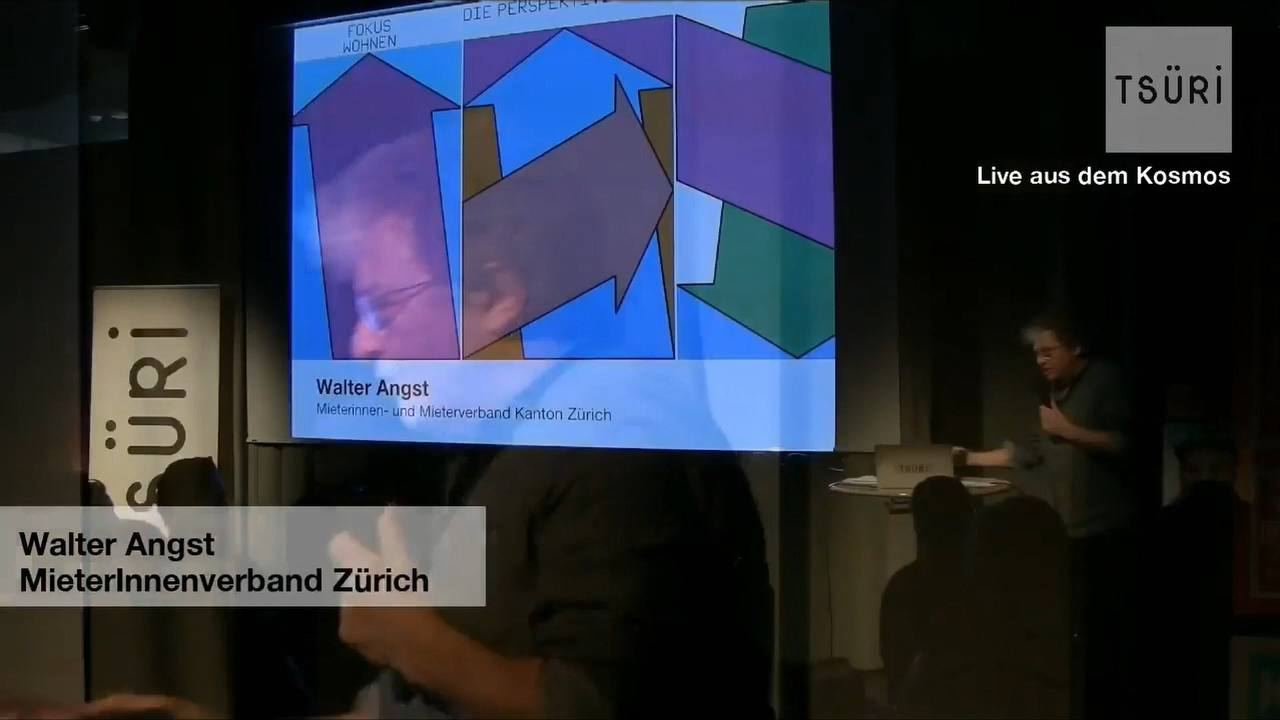 FOKUS
WOHNEN
DIE
TSÜRI
Live aus dem Kosmos
TSÜRI
Walter Angst
Mieterinnen- und Mieterverband Kanton Zürich
TSÜRI
Walter Angst
MieterInnenverband Zürich